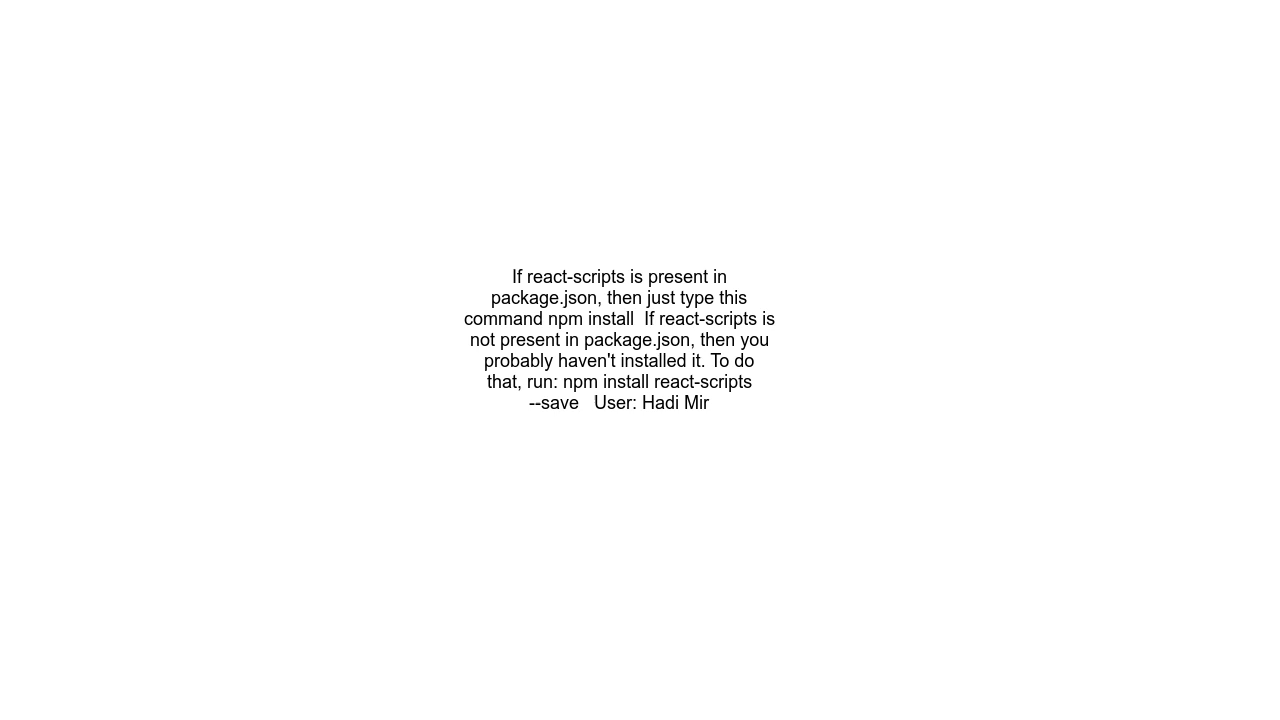 If react-scripts is present in
package.json, then just type this
command npm install  If react-scripts is
not present in package.json, then you
probably haven't installed it. To do
that, run: npm install react-scripts
--save   User: Hadi Mir